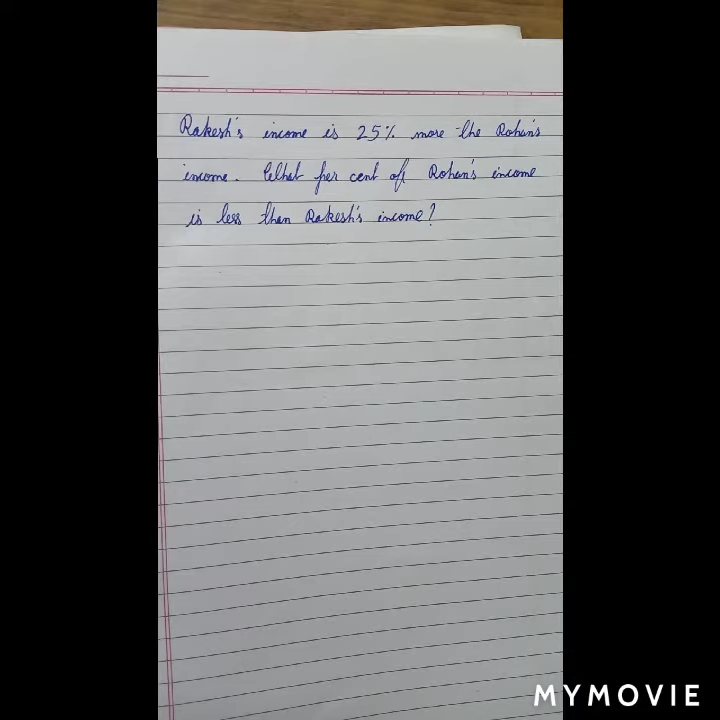 Rakesh's income is 25% more the Rohan's
income. What per cent of Rohan's income
is less than Rakesh's income?
MYMOVIE